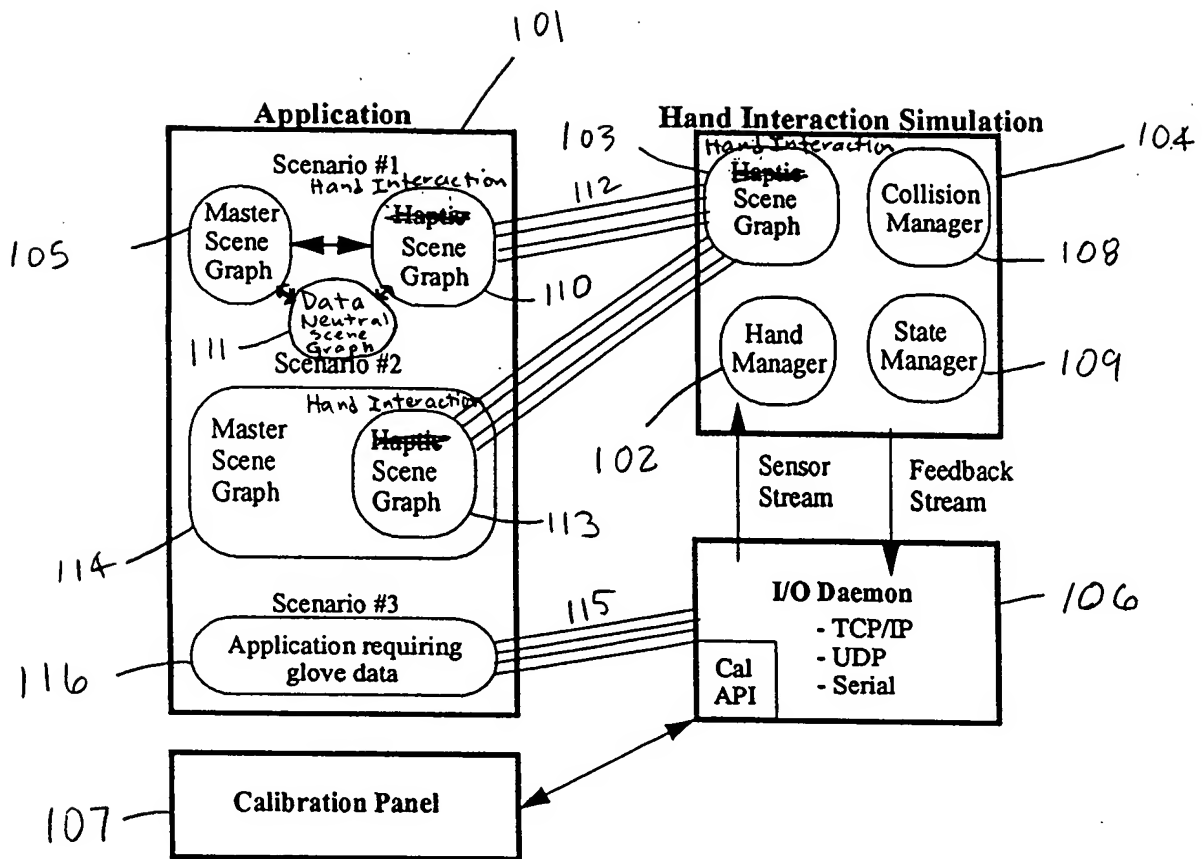 101
Application
Hand Interaction Simulation
103
104
Scenario #1
Hand Interaction
Hand Interaction
Haptic
Scene
Graph
112
Master
Scene
Graph
Haptic
Scene
Graph
Collision
Manager
105
108
110
Data
Neutral
Scene
Graph
111
Scenario #2
Hand
Manager
State
Manager
109
102
Hand Interaction
Master
Scene
Graph
Haptic
Scene
Graph
113
114
Sensor
Stream
Feedback
Stream
Scenario #3
115
Application requiring
glove data
116
I/O Daemon
- TCP/IP
- UDP
- Serial
106
Cal
API
Calibration Panel
107